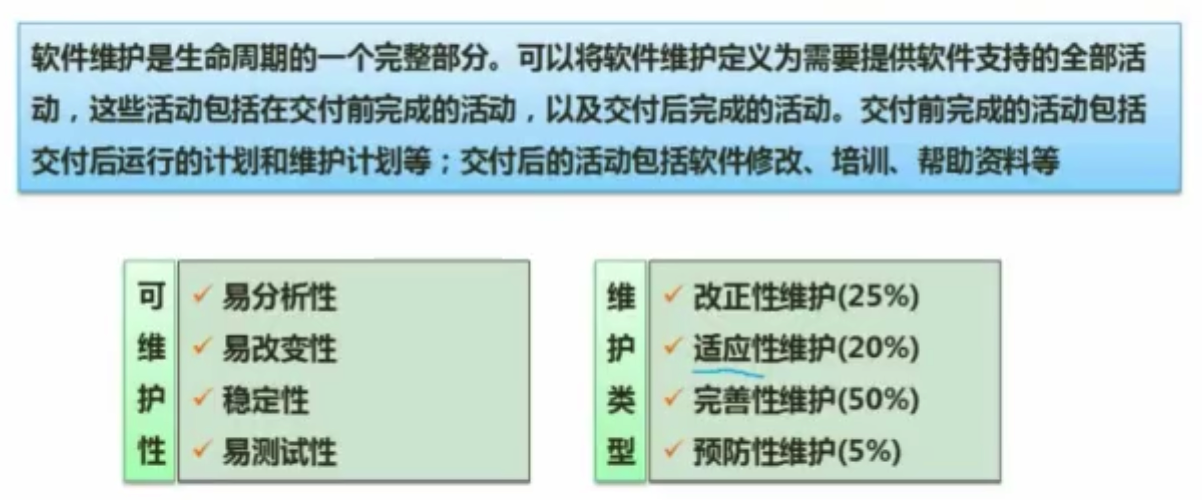 软件维护是生命周期的一个完整部分。可以将软件维护定义为需要提供软件支持的全部活
动，这些活动包括在交付前完成的活动，以及交付后完成的活动。交付前完成的活动包括
交付后运行的计划和维护计划等；交付后的活动包括软件修改、培训、帮助资料等
可维护性
✓ 易分析性
✓ 易改变性
✓ 稳定性
✓ 易测试性
维护类型
✓ 改正性维护(25%)
✓ 适应性维护(20%)
✓ 完善性维护(50%)
✓ 预防性维护(5%)